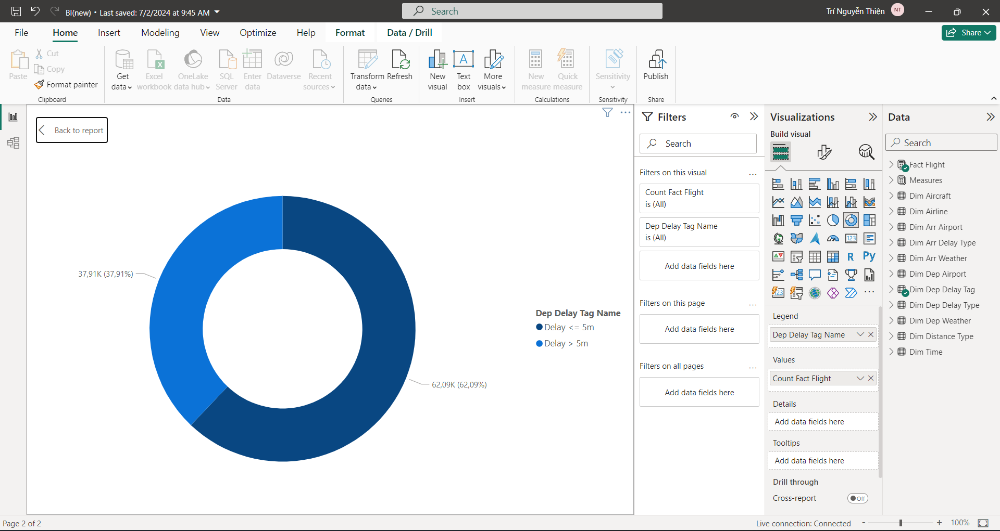 BI(new) • Last saved: 7/2/2024 at 9:45 AM
Search
Trí Nguyễn Thiện
NT
File
Home
Insert
Modeling
View
Optimize
Help
Format
Data / Drill
Share
Paste
Cut
Copy
Format painter
Clipboard
Get data
Excel workbook
OneLake data hub
SQL Server
Enter data
Dataverse
Recent sources
Data
Transform data
Refresh
Queries
New visual
Text box
More visuals
Insert
New measure
Quick measure
Calculations
Sensitivity
Sensitivity
Publish
Share
Back to report
37,91K (37,91%)
62,09K (62,09%)
Dep Delay Tag Name
Delay <= 5m
Delay > 5m
Filters
Search
Filters on this visual
Count Fact Flight
is (All)
Dep Delay Tag Name
is (All)
Add data fields here
Filters on this page
Add data fields here
Filters on all pages
Add data fields here
Visualizations
Build visual
123
R
Py
123
Legend
Dep Delay Tag Name
Values
Count Fact Flight
Details
Add data fields here
Tooltips
Add data fields here
Drill through
Cross-report
Off
Data
Search
Fact Flight
Measures
Dim Aircraft
Dim Airline
Dim Arr Airport
Dim Arr Delay Type
Dim Arr Weather
Dim Dep Airport
Dim Dep Delay Tag
Dim Dep Delay Type
Dim Dep Weather
Dim Distance Type
Dim Time
Page 2 of 2
Live connection: Connected
- + 100%